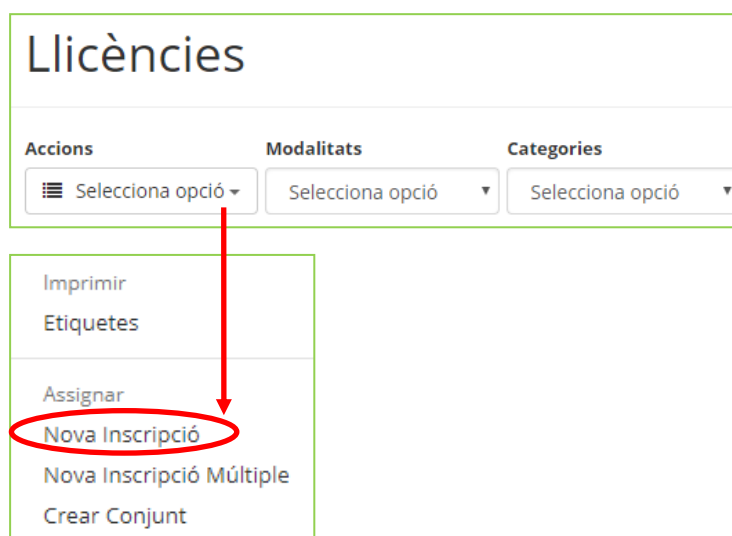 Llicències
Accions Modalitats Categories
Selecciona opció Selecciona opció Selecciona opció
Imprimir
Etiquetes
Assignar
Nova Inscripció
Nova Inscripció Múltiple
Crear Conjunt